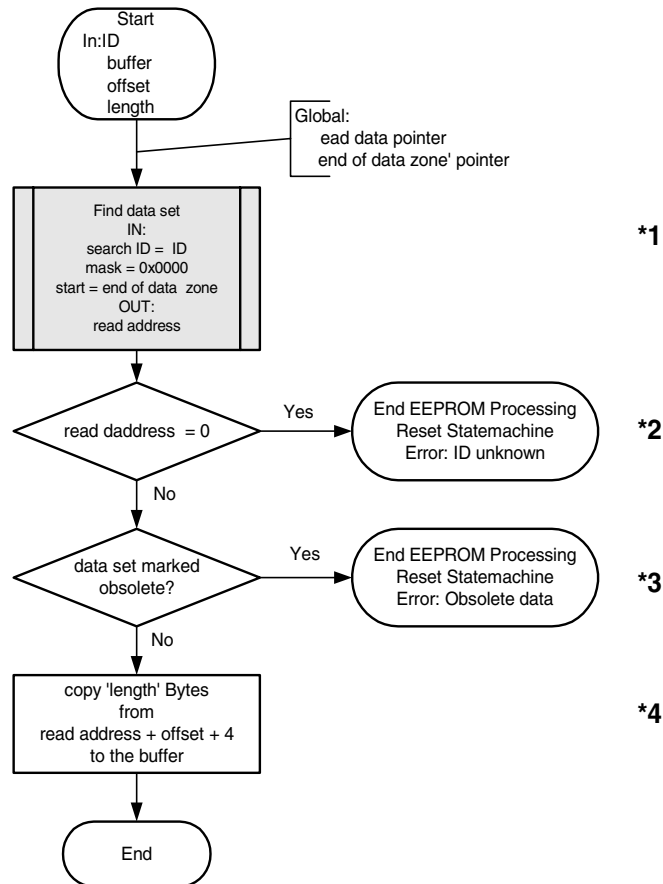 Start
In:ID
buffer
offset
length
Global:
ead data pointer
end of data zone' pointer
Find data set
IN:
search ID = ID
mask = 0x0000
start = end of data zone
OUT:
read address
*1
read daddress = 0
Yes
End EEPROM Processing
Reset Statemachine
Error: ID unknown
*2
No
data set marked
obsolete?
Yes
End EEPROM Processing
Reset Statemachine
Error: Obsolete data
*3
No
copy 'length' Bytes
from
read address + offset + 4
to the buffer
*4
End